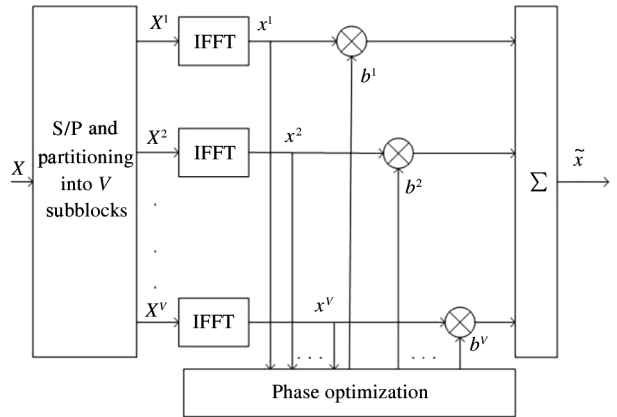 X
S/P and
partitioning
into V
subblocks
X¹
IFFT
x¹
b¹
X²
IFFT
x²
b²
.
.
.
X^V
IFFT
x^V
b^V
. . .
. . .
Phase optimization
Σ
x̃